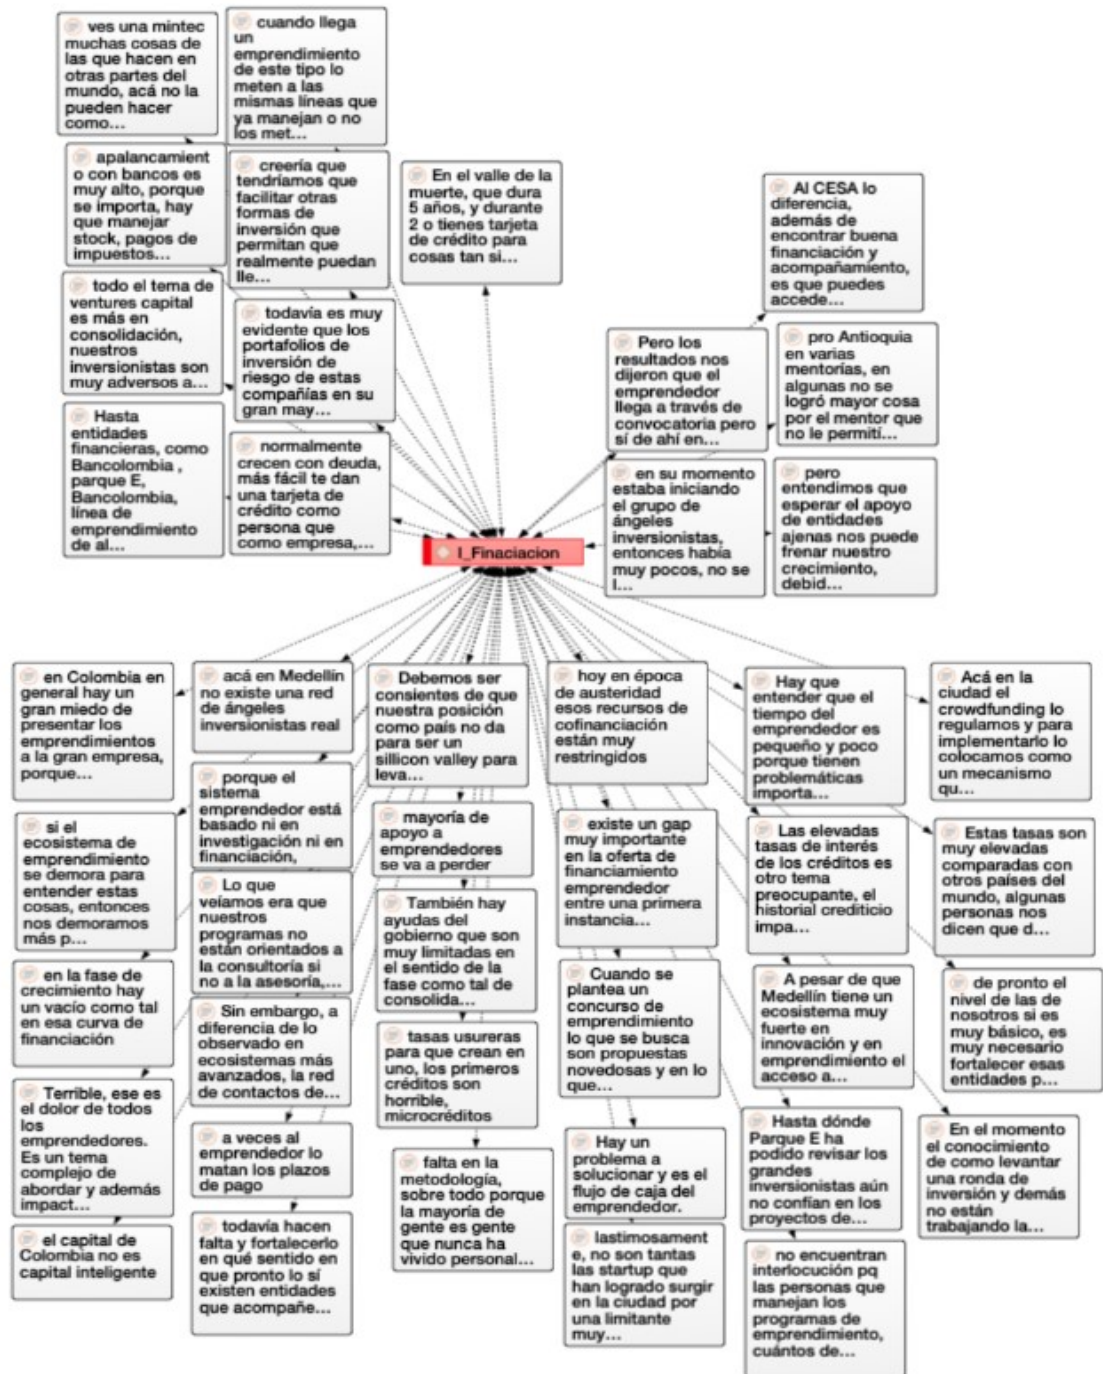 ves una mintec
muchas cosas de
las que hacen en
otras partes del
mundo, acá no la
pueden hacer
como...
cuando llega
un
emprendimiento
de este tipo lo
meten a las
mismas líneas que
ya manejan o no
los met...
apalancamient
o con bancos es
muy alto, porque
se importa, hay
que manejar
stock, pagos de
impuestos...
creería que
tendríamos que
facilitar otras
formas de
inversión que
permitan que
realmente puedan
lle...
En el valle de la
muerte, que dura
5 años, y durante
2 o tienes tarjeta
de crédito para
cosas tan si...
Al CESA lo
diferencia,
además de
encontrar buena
financiación y
acompañamiento,
es que puedes
accede...
todo el tema de
ventures capital
es más en
consolidación,
nuestros
inversionistas son
muy adversos a...
todavía es muy
evidente que los
portafolios de
inversión de
riesgo de estas
compañías en su
gran may...
Pero los
resultados nos
dijeron que el
emprendedor
llega a través de
convocatoria pero
sí de ahí en...
pro Antioquia
en varias
mentorías, en
algunas no se
logró mayor cosa
por el mentor que
no le permití...
Hasta
entidades
financieras, como
Bancolombia ,
parque E,
Bancolombia,
línea de
emprendimiento
de al...
normalmente
crecen con deuda,
más fácil te dan
una tarjeta de
crédito como
persona que
como empresa,...
en su momento
estaba iniciando
el grupo de
ángeles
inversionistas,
entonces había
muy pocos, no se
l...
pero
entendimos que
esperar el apoyo
de entidades
ajenas nos puede
frenar nuestro
crecimiento,
debid...
I_Finaciacion
en Colombia en
general hay un
gran miedo de
presentar los
emprendimientos
a la gran empresa,
porque...
acá en Medellín
no existe una red
de ángeles
inversionistas real
Debemos ser
consientes de que
nuestra posición
como país no da
para ser un
sillicon valley para
leva...
hoy en época
de austeridad
esos recursos de
cofinanciación
están muy
restringidos
Hay que
entender que el
tiempo del
emprendedor es
pequeño y poco
porque tienen
problemáticas
importa...
Acá en la
ciudad el
crowdfunding lo
regulamos y para
implementarlo lo
colocamos como
un mecanismo
qu...
si el
ecosistema de
emprendimiento
se demora para
entender estas
cosas, entonces
nos demoramos
más p...
porque el
sistema
emprendedor está
basado ni en
investigación ni en
financiación,
mayoría de
apoyo a
emprendedores
se va a perder
existe un gap
muy importante
en la oferta de
financiamiento
emprendedor
entre una primera
instancia...
Las elevadas
tasas de interés
de los créditos es
otro tema
preocupante, el
historial crediticio
impa...
Estas tasas son
muy elevadas
comparadas con
otros países del
mundo, algunas
personas nos
dicen que d...
en la fase de
crecimiento hay
un vacío como tal
en esa curva de
financiación
Lo que
veíamos era que
nuestros
programas no
están orientados a
la consultoría si
no a la asesoría,...
También hay
ayudas del
gobierno que son
muy limitadas en
el sentido de la
fase como tal de
consolida...
Cuando se
plantea un
concurso de
emprendimiento
lo que se busca
son propuestas
novedosas y en lo
que...
A pesar de que
Medellín tiene un
ecosistema muy
fuerte en
innovación y en
emprendimiento el
acceso a...
de pronto el
nivel de las de
nosotros si es
muy básico, es
muy necesario
fortalecer esas
entidades p...
Terrible, ese es
el dolor de todos
los
emprendedores.
Es un tema
complejo de
abordar y además
impact...
Sin embargo, a
diferencia de lo
observado en
ecosistemas más
avanzados, la red
de contactos de...
tasas usureras
para que crean en
uno, los primeros
créditos son
horrible,
microcréditos
Hay un
problema a
solucionar y es el
flujo de caja del
emprendedor.
Hasta dónde
Parque E ha
podido revisar los
grandes
inversionistas aún
no confían en los
proyectos de...
En el momento
el conocimiento
de como levantar
una ronda de
inversión y demás
no están
trabajando la...
el capital de
Colombia no es
capital inteligente
a veces al
emprendedor lo
matan los plazos
de pago
todavía hacen
falta y fortalecerlo
en qué sentido en
que pronto lo sí
existen entidades
que acompañe...
falta en la
metodología,
sobre todo porque
la mayoría de
gente es gente
que nunca ha
vivido personal...
lastimosament
e, no son tantas
las startup que
han logrado surgir
en la ciudad por
una limitante
muy...
no encuentran
interlocución pq
las personas que
manejan los
programas de
emprendimiento,
cuántos de...